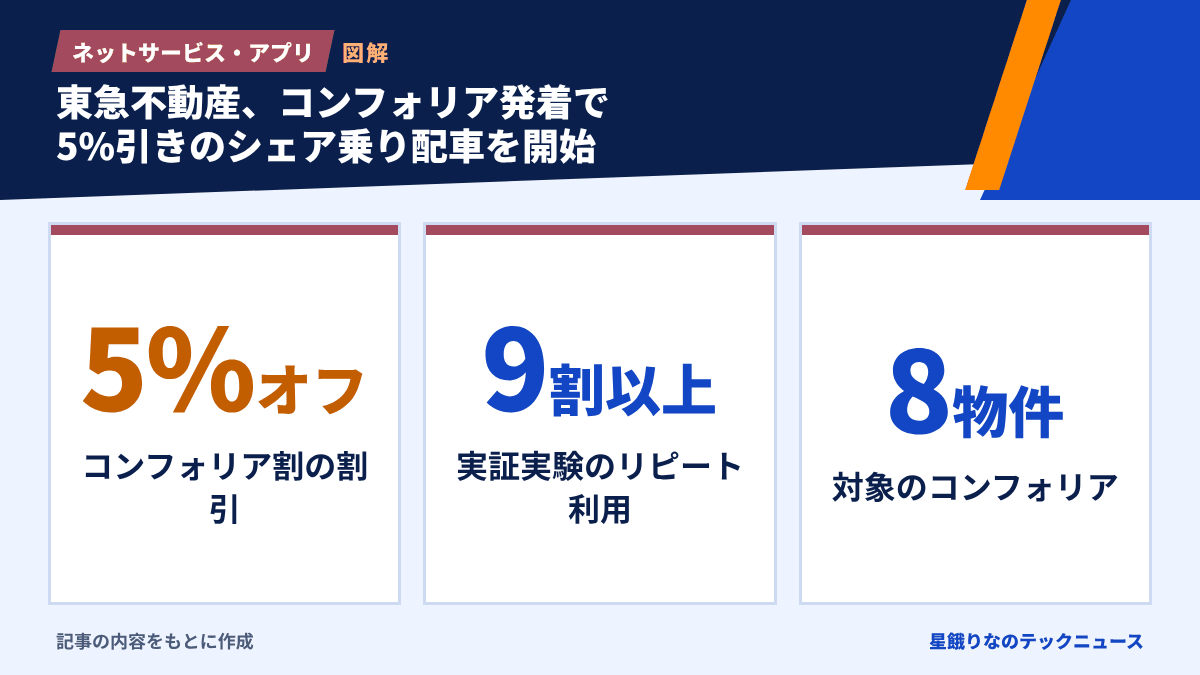 ネットサービス・アプリ 図解
東急不動産、コンフォリア発着で
5%引きのシェア乗り配車を開始
5%オフ
コンフォリア割の割
引
9割以上
実証実験のリピート
利用
8物件
対象のコンフォリア
記事の内容をもとに作成
星餓りなのテックニュース